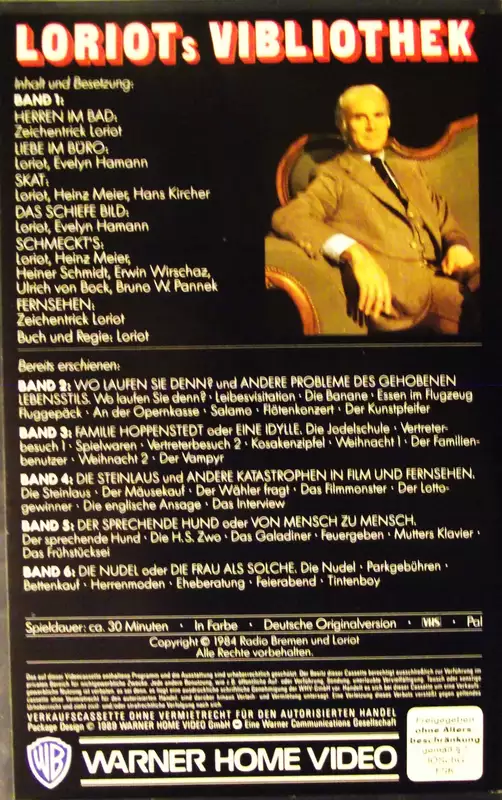 LORIOTs VIBLIOTHEK
Inhalt und Besetzung:
BAND 1:
HERREN IM BAD:
Zeichentrick Loriot
LIEBE IM BÜRO:
Loriot, Evelyn Hamann
SKAT:
Loriot, Heinz Meier, Hans Kircher
DAS SCHIEFE BILD:
Loriot, Evelyn Hamann
SCHMECKT'S:
Loriot, Heinz Meier,
Heiner Schmidt, Erwin Wirschaz,
Ulrich von Bock, Bruno W. Pannek
FERNSEHEN:
Zeichentrick Loriot
Buch und Regie: Loriot
Bereits erschienen:
BAND 2: WO LAUFEN SIE DENN? und ANDERE PROBLEME DES GEHOBENEN
LEBENSSTILS. Wo laufen Sie denn? · Leibesvisitation · Die Banane · Essen im Flugzeug
Fluggepäck · An der Opernkasse · Salamo · Flötenkonzert · Der Kunstpfeifer
BAND 3: FAMILIE HOPPENSTEDT oder EINE IDYLLE. Die Jodelschule · Vertreter-
besuch 1 · Spielwaren · Vertreterbesuch 2 · Kosakenzipfel · Weihnacht 1 · Der Familien-
benutzer · Weihnacht 2 · Der Vampyr
BAND 4: DIE STEINLAUS und ANDERE KATASTROPHEN IN FILM UND FERNSEHEN.
Die Steinlaus · Der Mäusekauf · Der Wähler fragt · Das Filmmonster · Der Lotto-
gewinner · Die englische Ansage · Das Interview
BAND 5: DER SPRECHENDE HUND oder VON MENSCH ZU MENSCH.
Der sprechende Hund · Die H.S. Zwo · Das Galadiner · Feuergeben · Mutters Klavier ·
Das Frühstücksei
BAND 6: DIE NUDEL oder DIE FRAU ALS SOLCHE. Die Nudel · Parkgebühren ·
Bettenkauf · Herrenmoden · Eheberatung · Feierabend · Tintenboy
Spieldauer: ca. 30 Minuten · In Farbe · Deutsche Originalversion · VHS · Pal
Copyright © 1984 Radio Bremen und Loriot
Alle Rechte vorbehalten.
VERKAUFSCASSETTE OHNE VERMIETRECHT FÜR DEN AUTORISIERTEN HANDEL
Package Design © 1989 WARNER HOME VIDEO GmbH Eine Warner Communications Gesellschaft
WB WARNER HOME VIDEO
Freigegeben
ohne Alters-
beschränkung
gemäß §
FSK